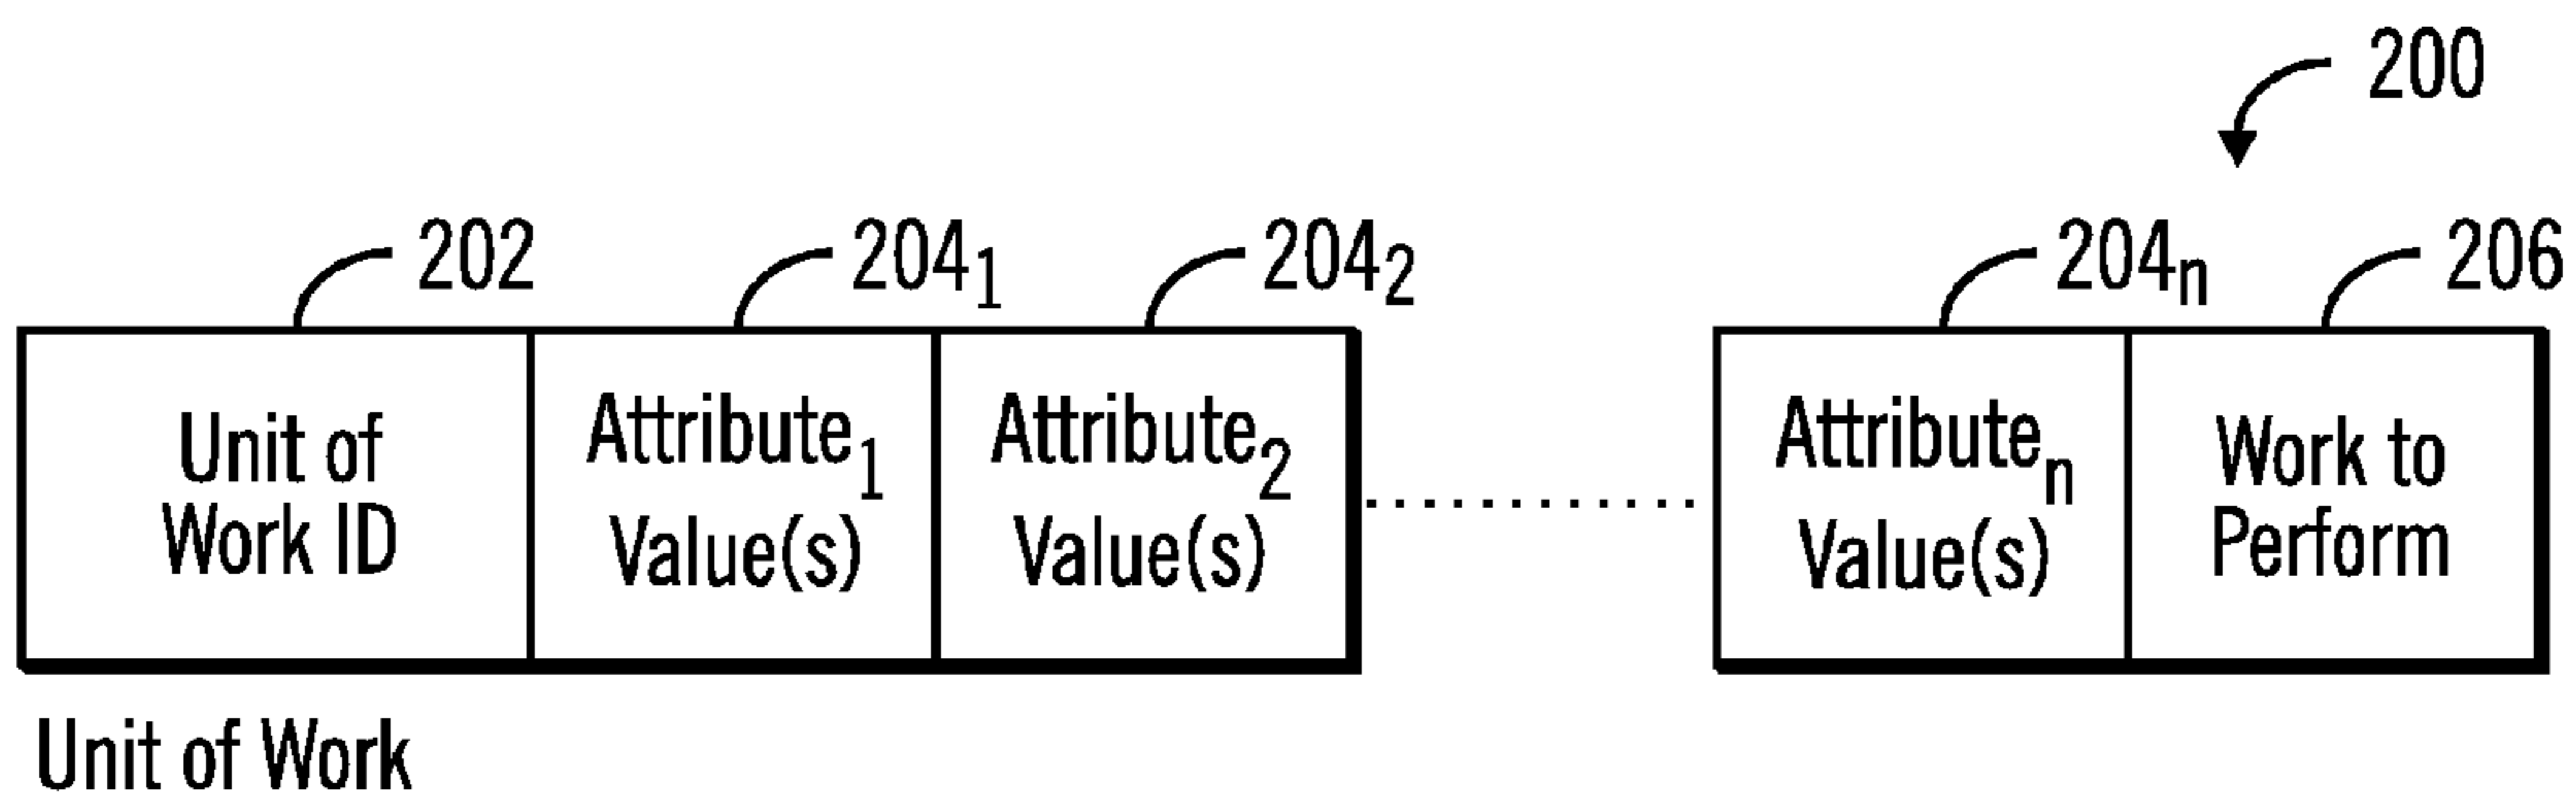 200
202
204₁
204₂
204ₙ
206
Unit of
Work ID
Attribute₁
Value(s)
Attribute₂
Value(s)
Attributeₙ
Value(s)
Work to
Perform
Unit of Work